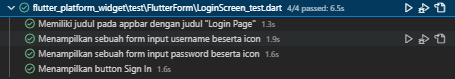 flutter_platform_widget\test\FlutterForm\LoginScreen_test.dart 4/4 passed: 6.5s
Memiliki judul pada appbar dengan judul "Login Page" 1.3s
Menampilkan sebuah form input username beserta icon 1.9s
Menampilkan sebuah form input password beserta icon 1.6s
Menampilkan button Sign In 1.6s